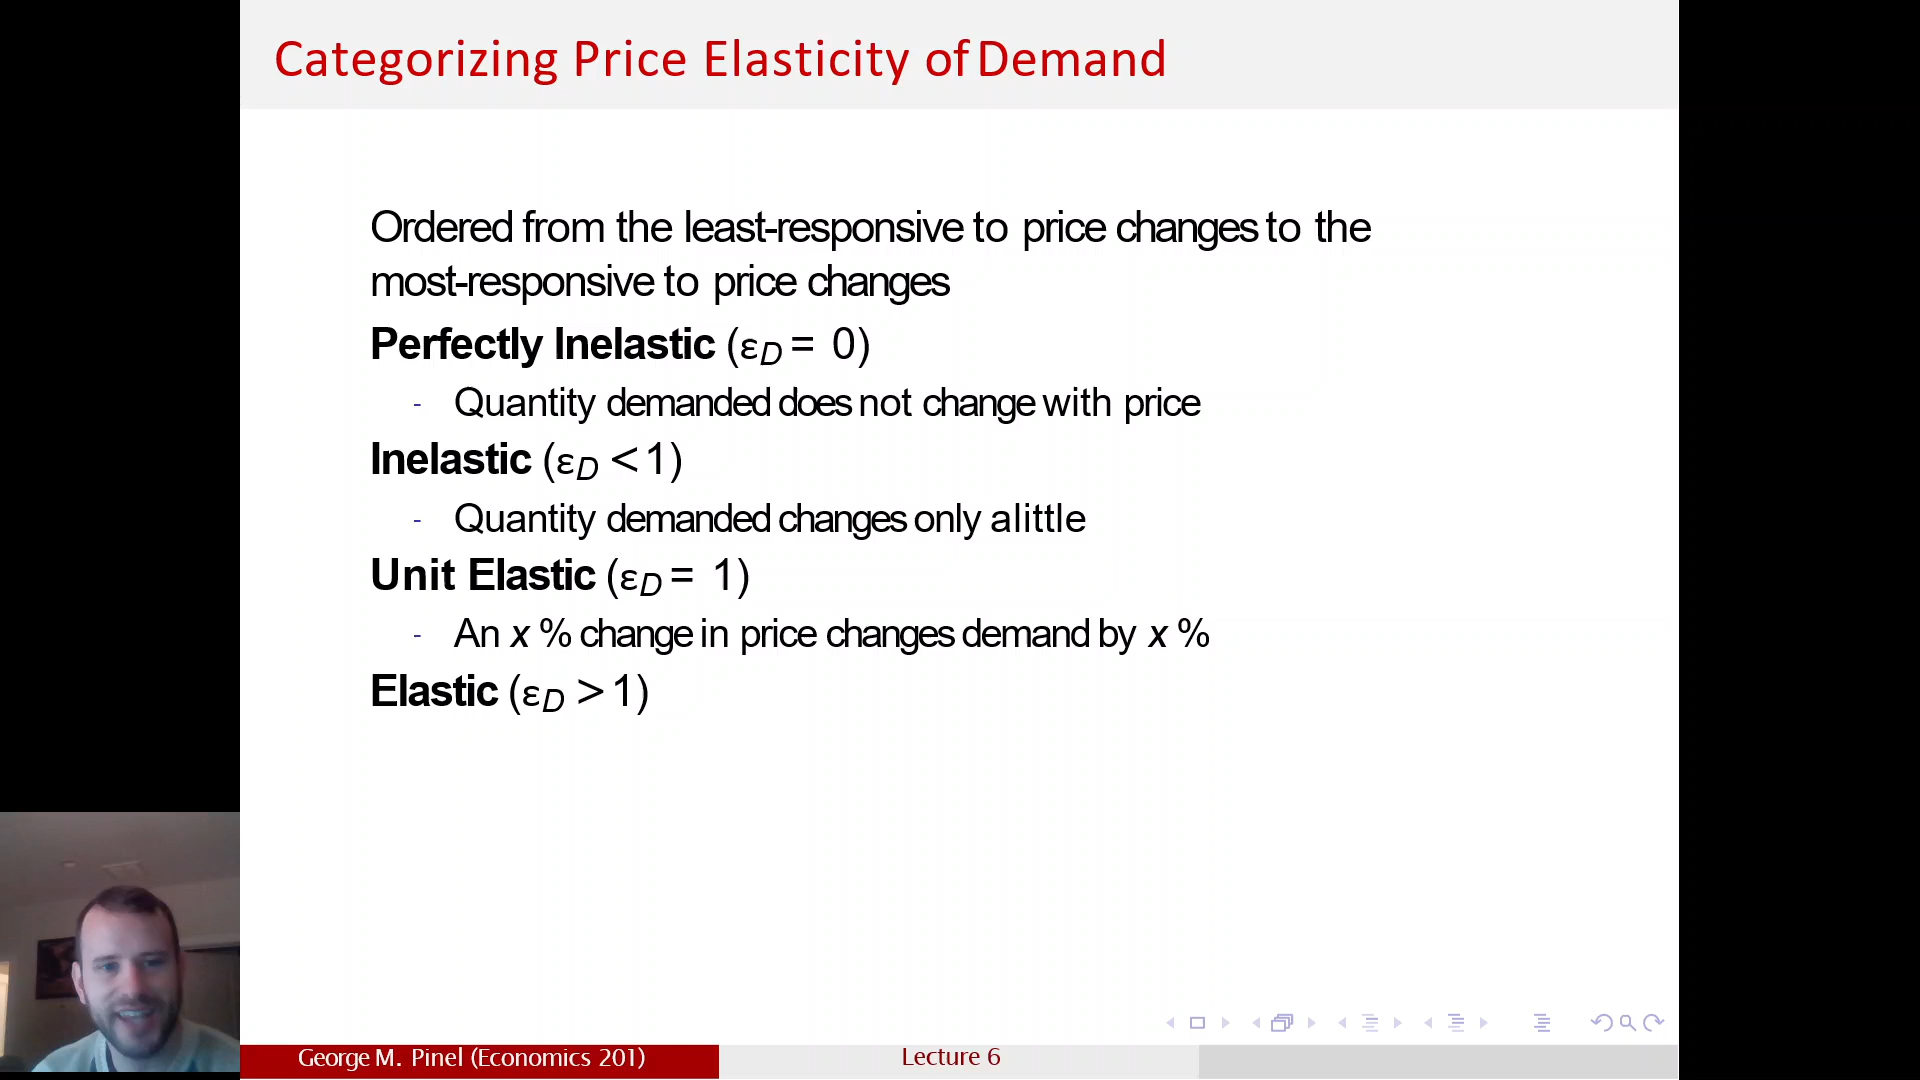 Categorizing Price Elasticity of Demand
Ordered from the least-responsive to price changes to the
most-responsive to price changes
Perfectly Inelastic (εD = 0)
- Quantity demanded does not change with price
Inelastic (εD < 1)
- Quantity demanded changes only alittle
Unit Elastic (εD = 1)
- An x % change in price changes demand by x %
Elastic (εD > 1)
George M. Pinel (Economics 201)
Lecture 6